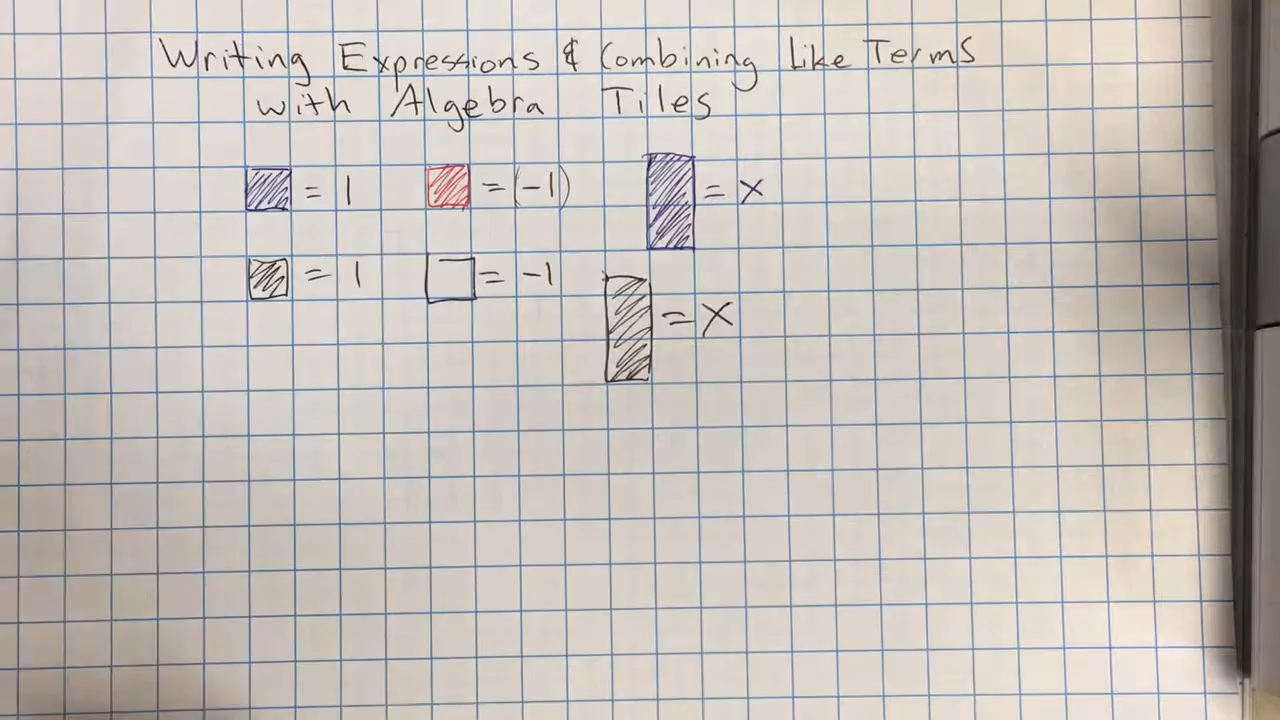 Writing Expressions & Combining Like Terms
with Algebra Tiles
= 1 = (-1) = x
= 1 = -1 = X